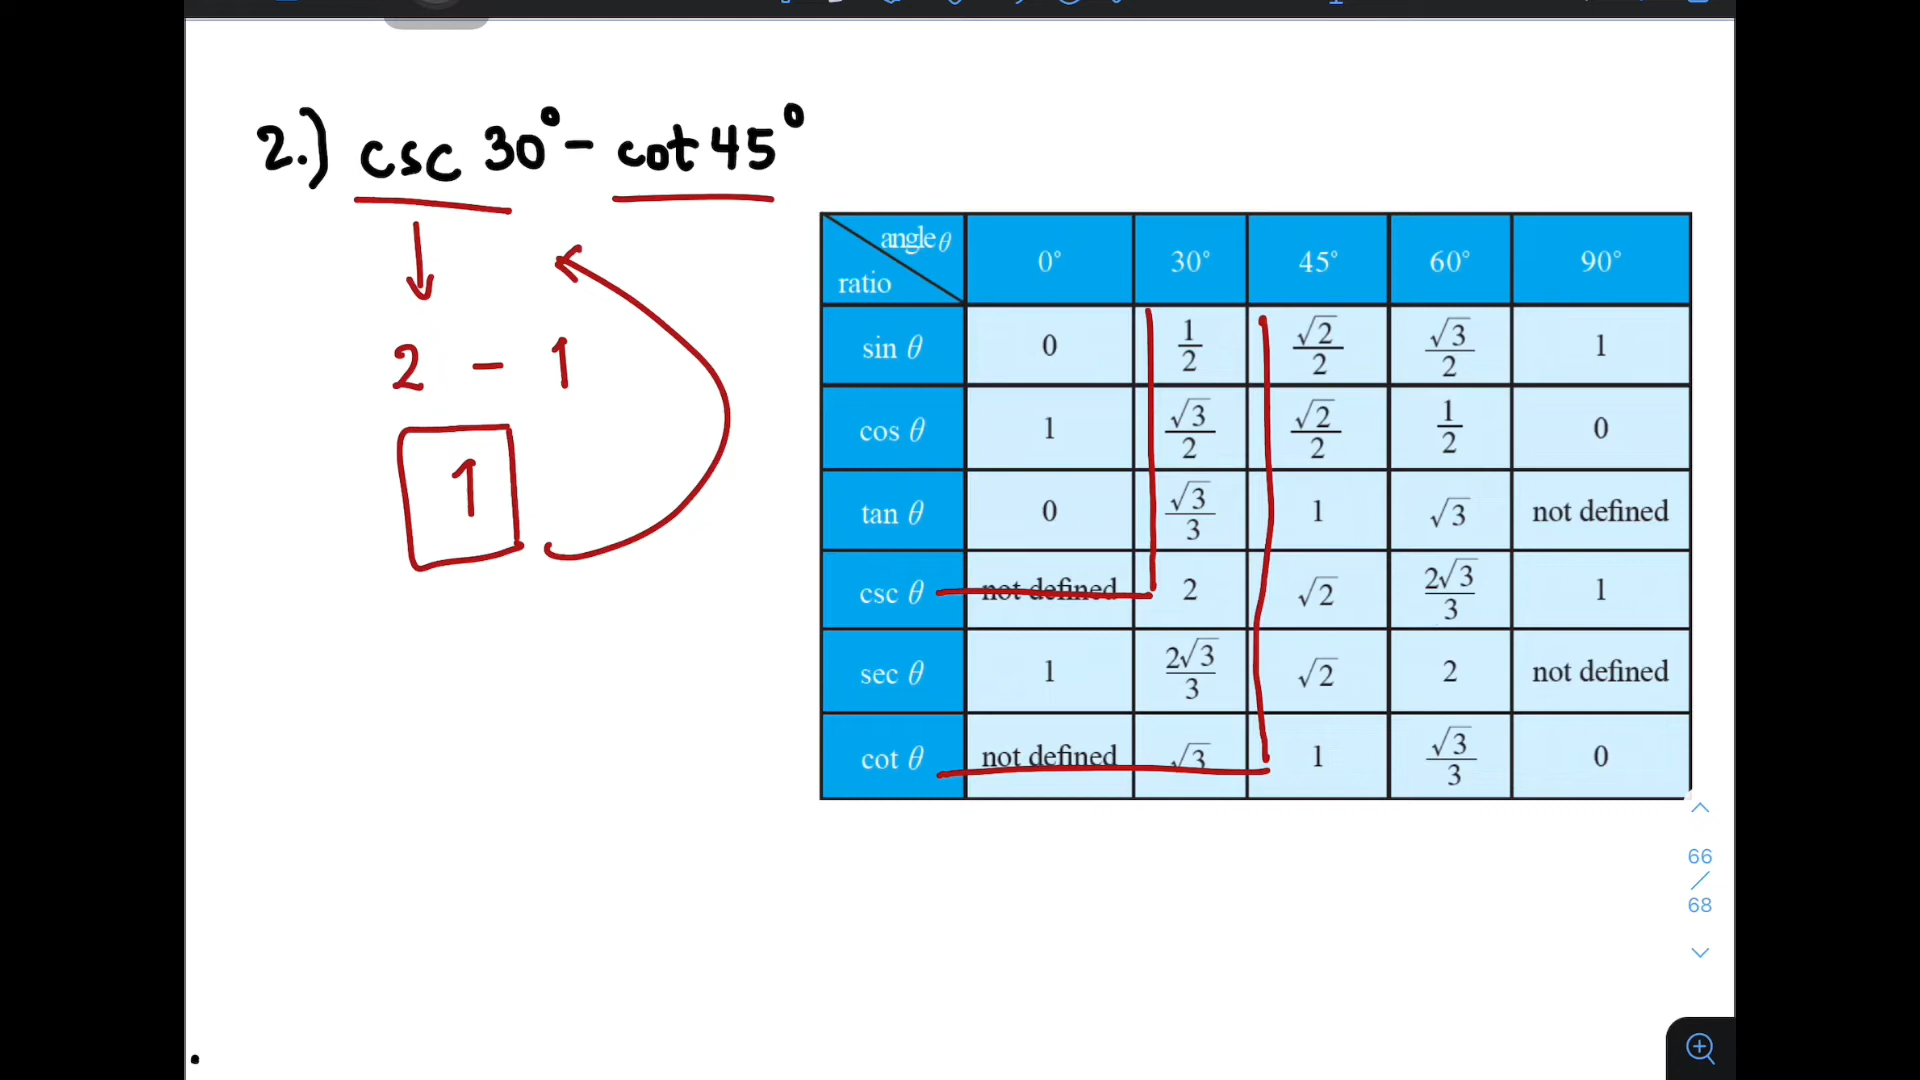 2.) csc 30° - cot 45°
2 - 1
1
angle θ
ratio
0° 30° 45° 60° 90°
sin θ 0 1/2 √2/2 √3/2 1
cos θ 1 √3/2 √2/2 1/2 0
tan θ 0 √3/3 1 √3 not defined
csc θ not defined 2 √2 2√3/3 1
sec θ 1 2√3/3 √2 2 not defined
cot θ not defined √3 1 √3/3 0
66
/
68